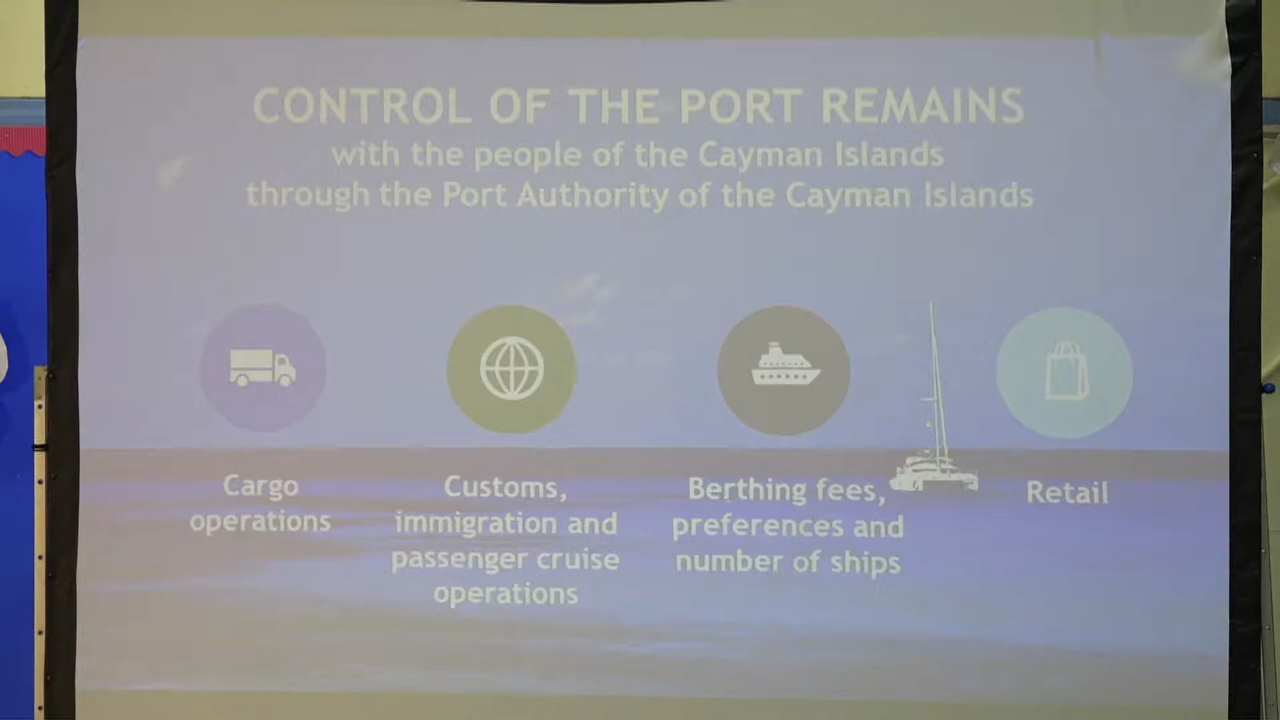 CONTROL OF THE PORT REMAINS
with the people of the Cayman Islands
through the Port Authority of the Cayman Islands
Cargo
operations
Customs,
immigration and
passenger cruise
operations
Berthing fees,
preferences and
number of ships
Retail